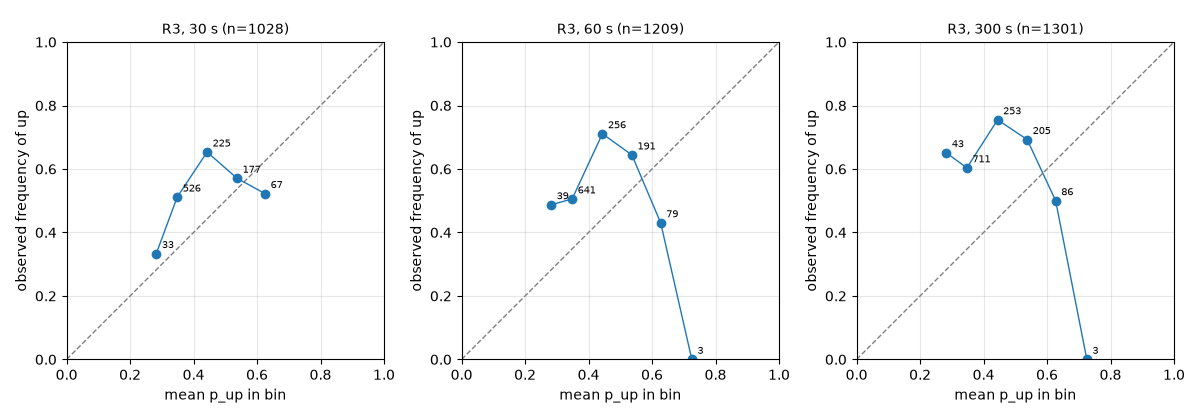 R3, 30 s (n=1028)
1.0
0.8
0.6
0.4
0.2
0.0
observed frequency of up
33
526
225
177
67
0.0 0.2 0.4 0.6 0.8 1.0
mean p_up in bin
R3, 60 s (n=1209)
1.0
0.8
0.6
0.4
0.2
0.0
observed frequency of up
39
641
256
191
79
3
0.0 0.2 0.4 0.6 0.8 1.0
mean p_up in bin
R3, 300 s (n=1301)
1.0
0.8
0.6
0.4
0.2
0.0
observed frequency of up
43
711
253
205
86
3
0.0 0.2 0.4 0.6 0.8 1.0
mean p_up in bin